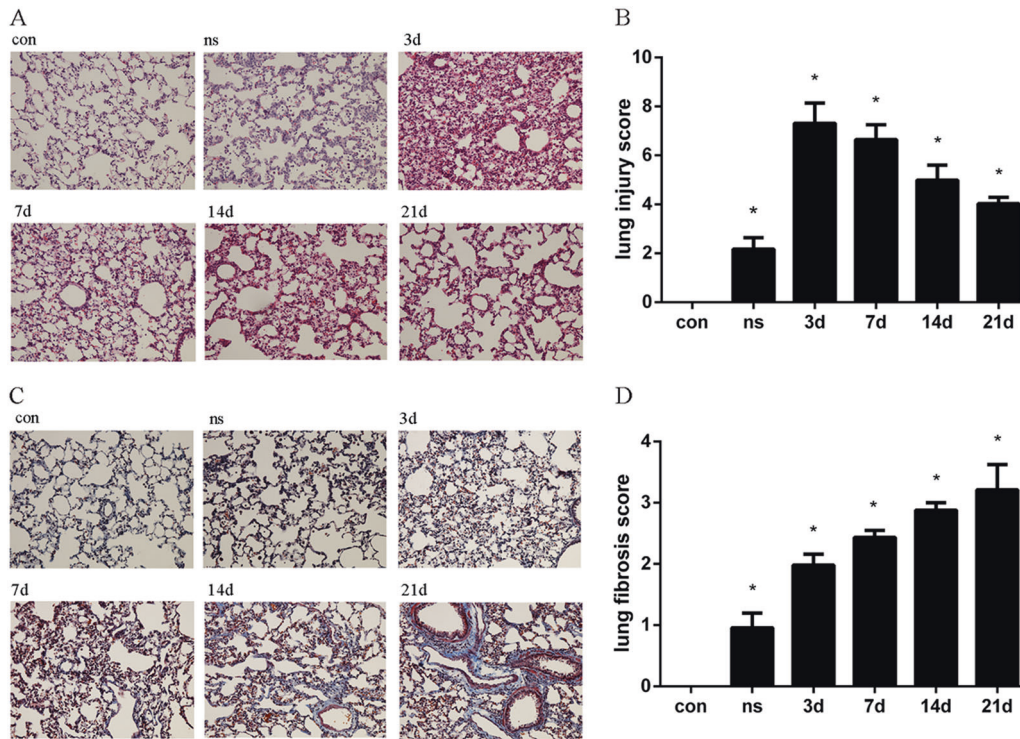 A
con
ns
3d
7d
14d
21d
B
lung injury score
10
8
6
4
2
0
*
*
*
*
*
con
ns
3d
7d
14d
21d
C
con
ns
3d
7d
14d
21d
D
lung fibrosis score
4
3
2
1
0
*
*
*
*
*
con
ns
3d
7d
14d
21d